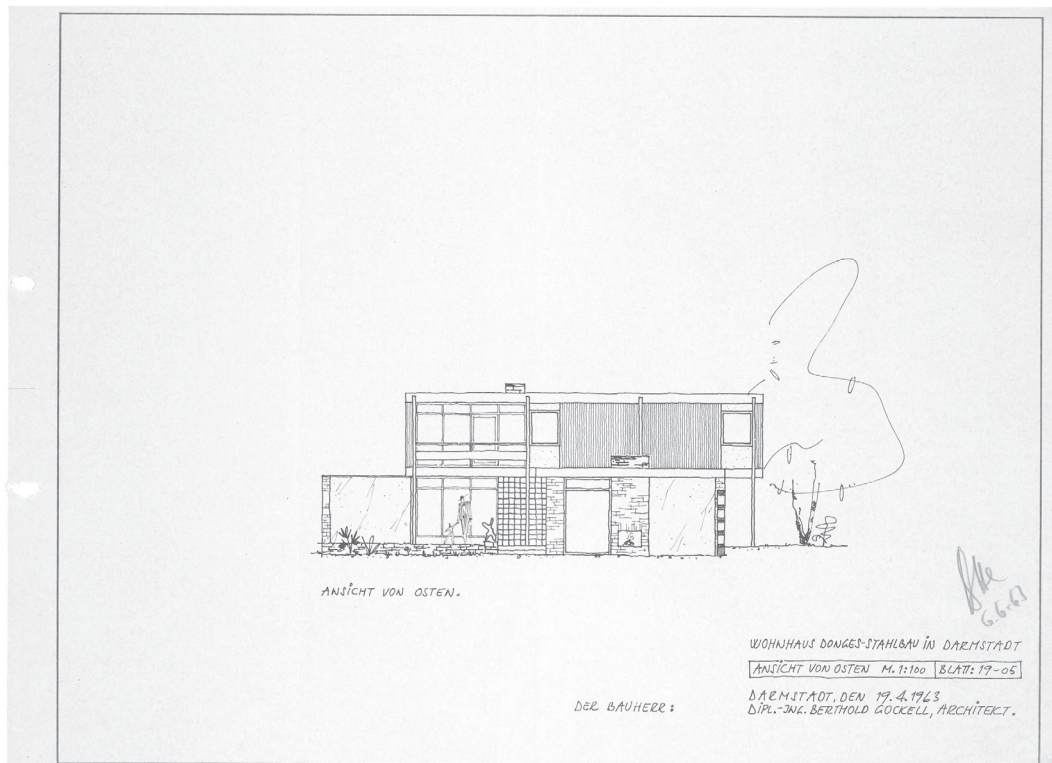 ANSICHT VON OSTEN.
6.6.63
WOHNHAUS DONGES-STAHLBAU IN DARMSTADT
ANSICHT VON OSTEN M. 1:100 BLATT: 19-05
DARMSTADT, DEN 19.4.1963
DER BAUHERR:
DIPL.-ING. BERTHOLD GOCKELL, ARCHITEKT.